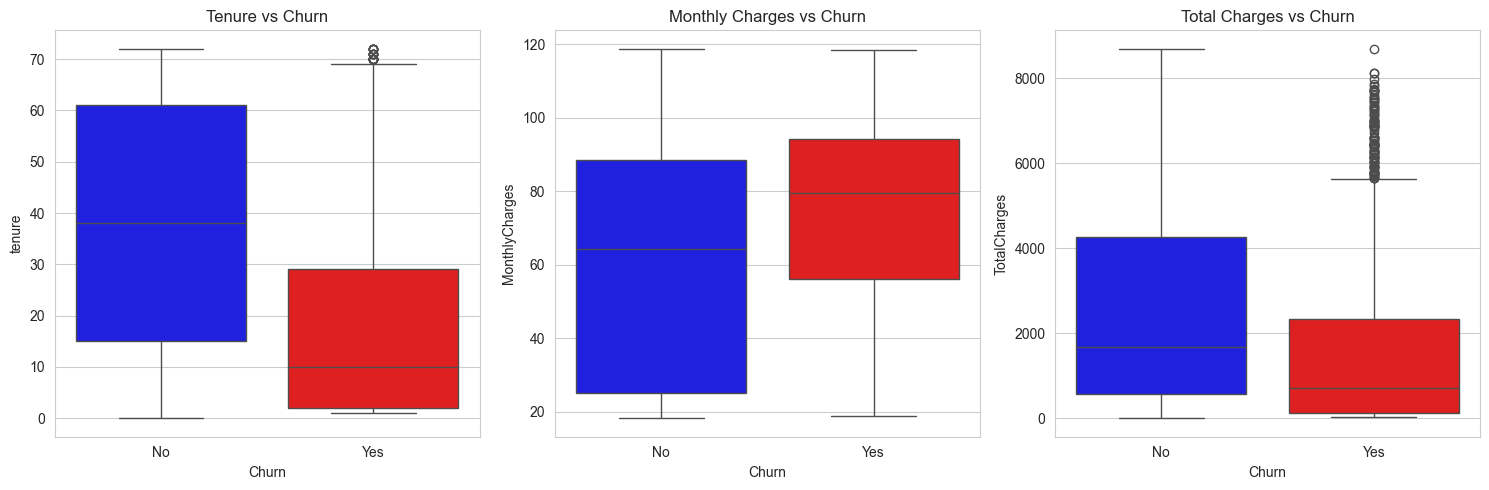 Tenure vs Churn
70
60
50
40
30
20
10
0
tenure
No
Yes
Churn
Monthly Charges vs Churn
120
100
80
60
40
20
MonthlyCharges
No
Yes
Churn
Total Charges vs Churn
8000
6000
4000
2000
0
TotalCharges
No
Yes
Churn